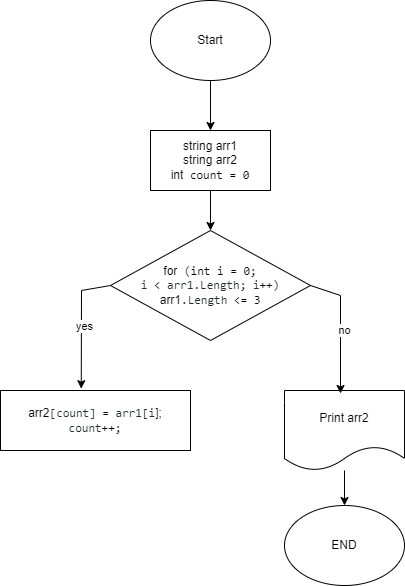 Start
string arr1
string arr2
int count = 0
for (int i = 0;
i < arr1.Length; i++)
arr1.Length <= 3
yes
no
arr2[count] = arr1[i];
count++;
Print arr2
END